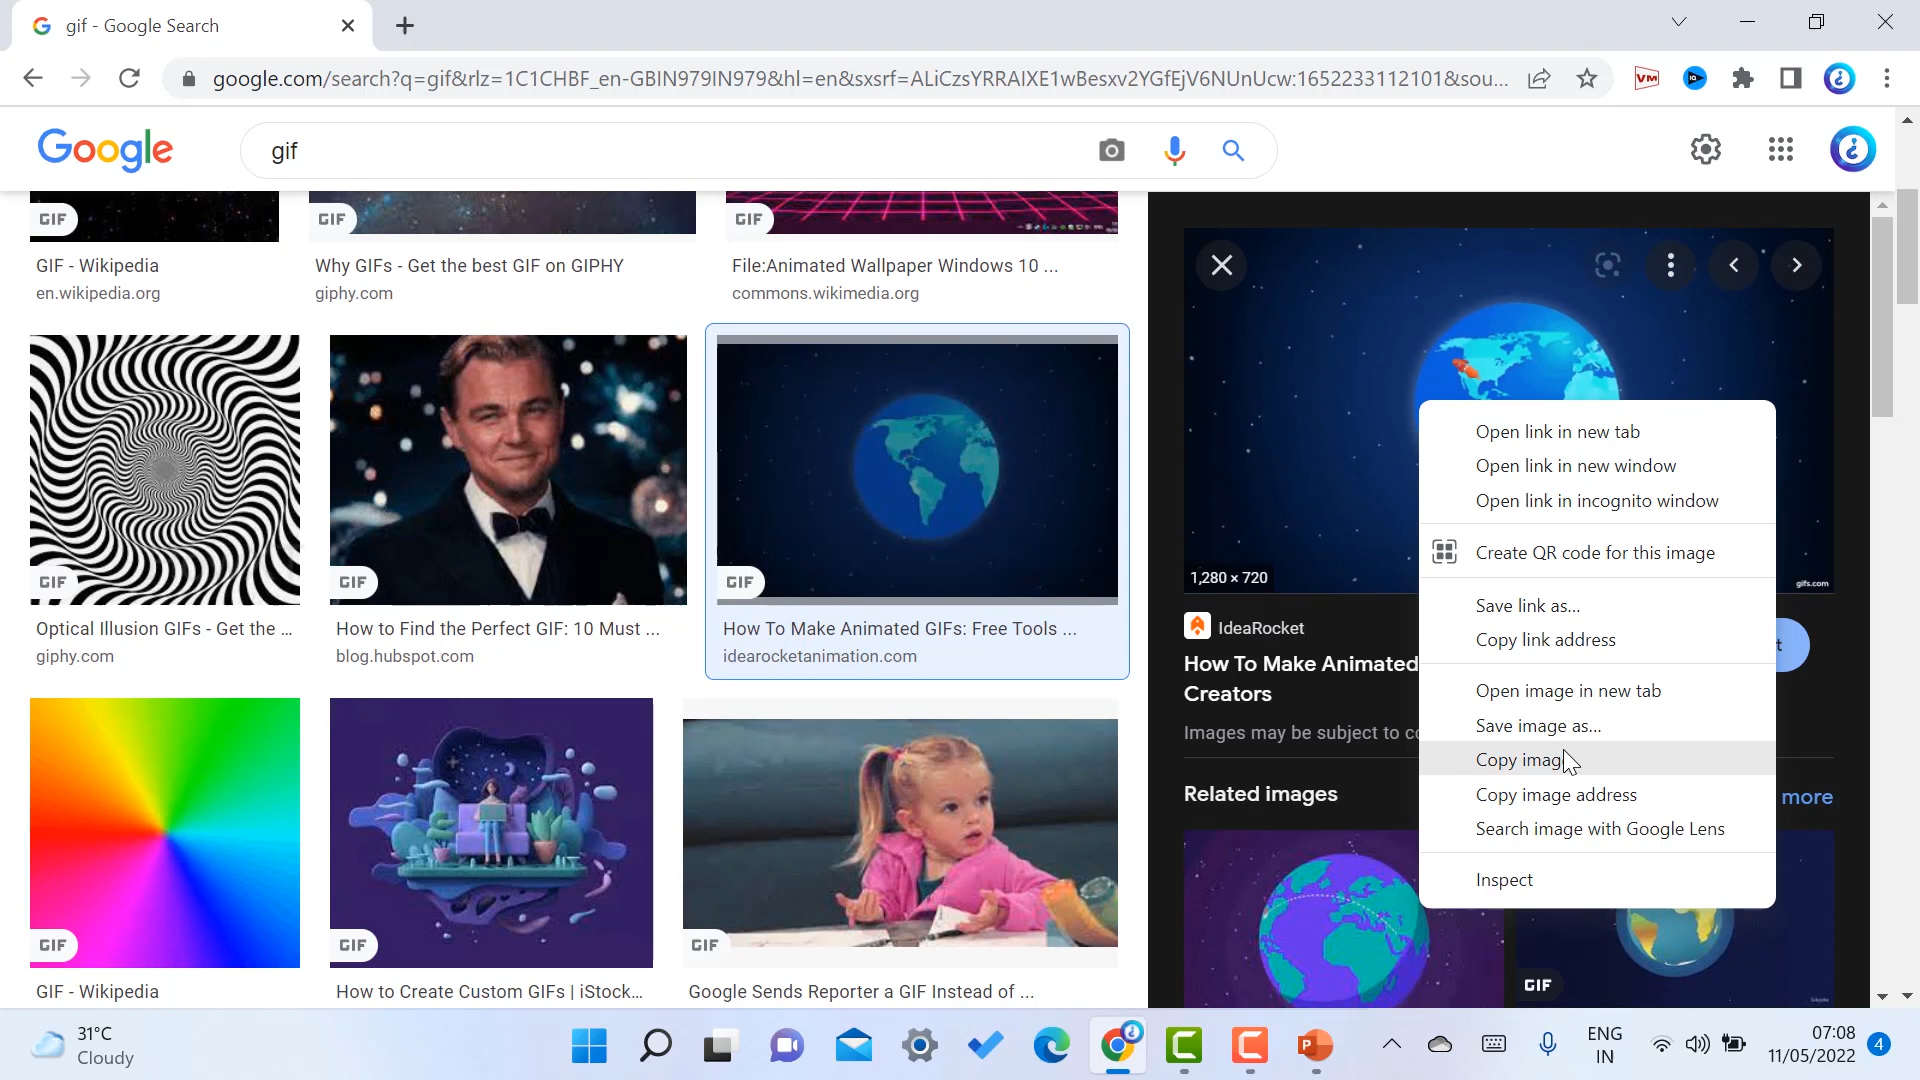 gif - Google Search
google.com/search?q=gif&rlz=1C1CHBF_en-GBIN979IN979&hl=en&sxsrf=ALiCzsYRRAIXE1wBesxv2YGfEjV6NUnUcw:1652233112101&sou...
VM
Google
gif
GIF
GIF
GIF
GIF - Wikipedia
en.wikipedia.org
Why GIFs - Get the best GIF on GIPHY
giphy.com
File:Animated Wallpaper Windows 10 ...
commons.wikimedia.org
GIF
GIF
GIF
Optical Illusion GIFs - Get the ...
giphy.com
How to Find the Perfect GIF: 10 Must ...
blog.hubspot.com
How To Make Animated GIFs: Free Tools ...
idearocketanimation.com
GIF
GIF
GIF
GIF - Wikipedia
How to Create Custom GIFs | iStock...
Google Sends Reporter a GIF Instead of ...
1,280 × 720
gifs.com
IdeaRocket
How To Make Animated
Creators
Images may be subject to
Related images
more
GIF
Open link in new tab
Open link in new window
Open link in incognito window
Create QR code for this image
Save link as...
Copy link address
Open image in new tab
Save image as...
Copy image
Copy image address
Search image with Google Lens
Inspect
31°C
Cloudy
ENG
IN
07:08
11/05/2022
4